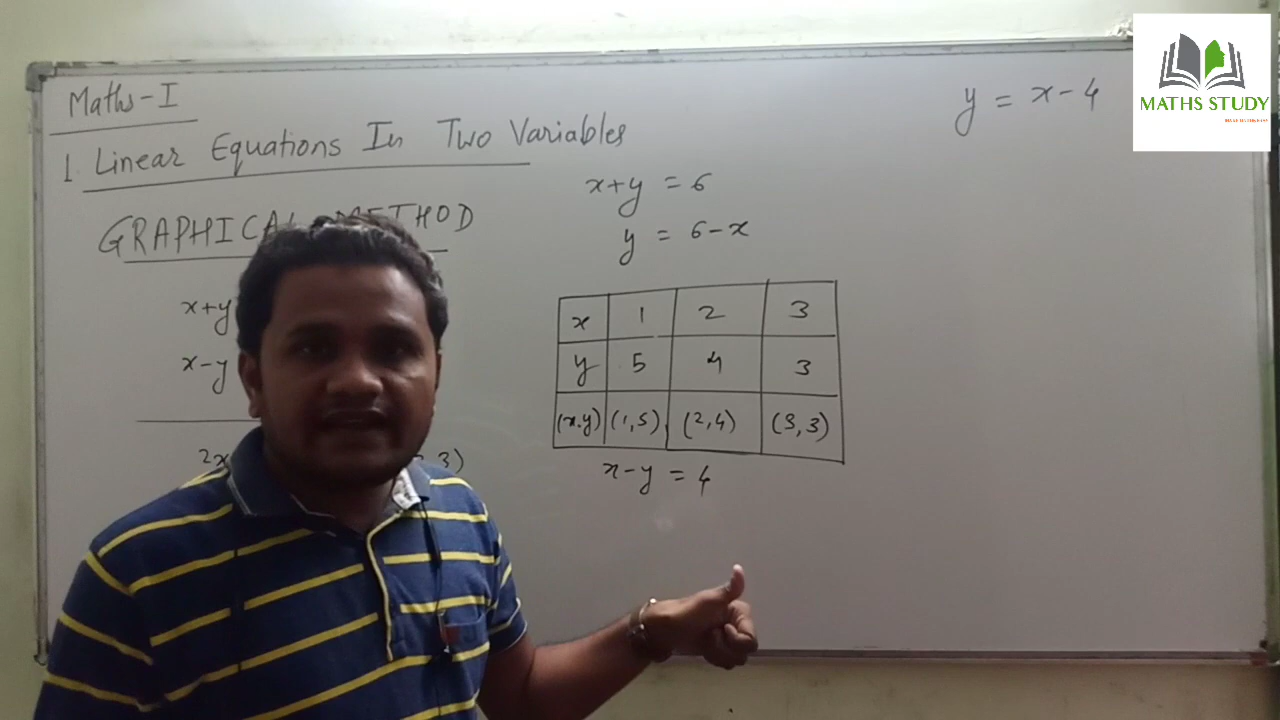 Maths-I
1. Linear Equations In Two Variables
GRAPHICAL METHOD
x+y
x-y
2x
3)
x+y = 6
y = 6-x
x 1 2 3
y 5 4 3
(x,y) (1,5) (2,4) (3,3)
x-y = 4
y = x-4
MATHS STUDY